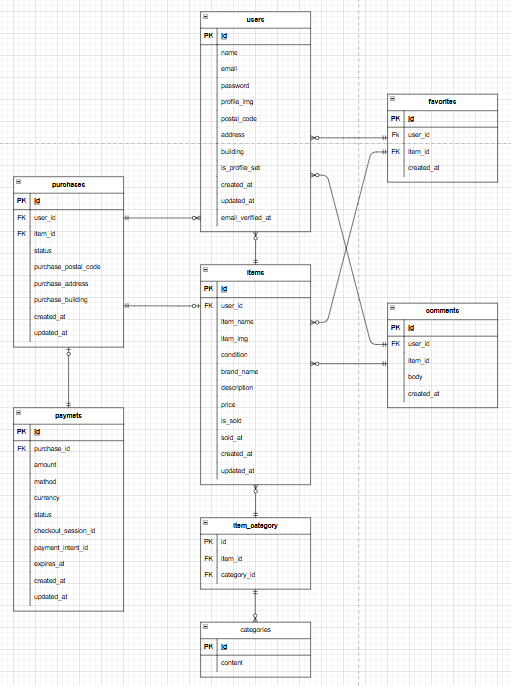 users
PK id
name
email
password
profile_img
postal_code
address
building
is_profile_set
created_at
updated_at
email_verified_at
favorites
PK id
Fk user_id
FK item_id
created_at
purohases
PK id
FK user_id
FK item_id
status
purchase_postal_code
purchase_address
purchase_building
created_at
updated_at
items
PK id
FK user_id
item_name
item_img
condition
brand_name
description
price
is_sold
sold_at
created_at
updated_at
comments
PK id
FK user_id
item_id
body
created_at
paymets
PK id
FK purchase_id
amount
method
currency
status
checkout_session_id
payment_intent_id
expires_at
created_at
updated_at
item_category
PK id
FK item_id
FK category_id
categories
PK id
content